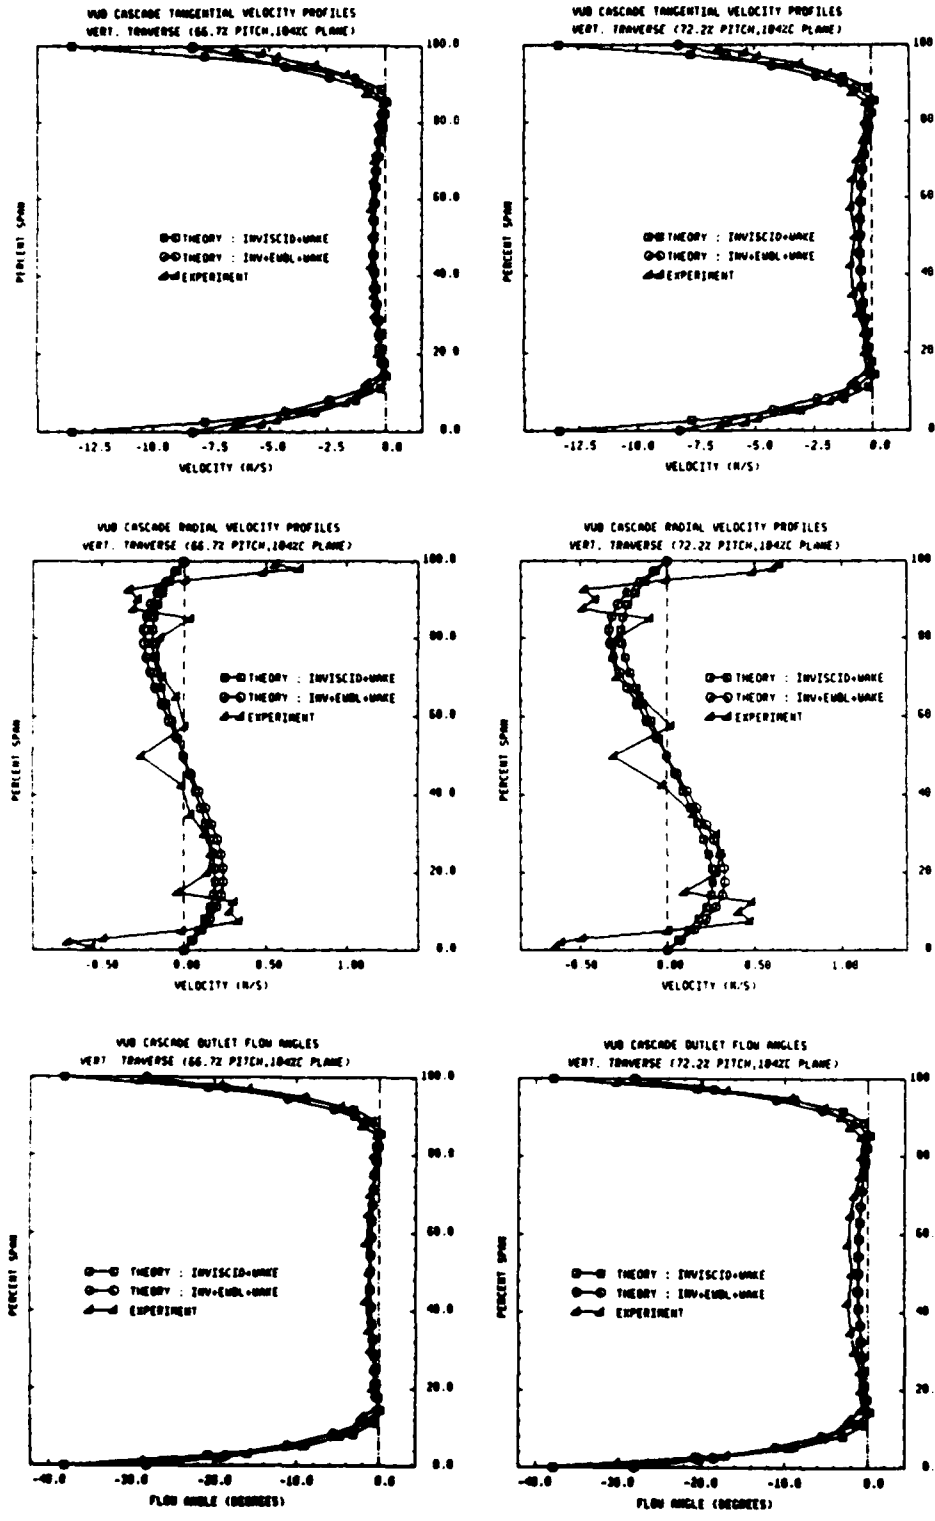 VUB CASCADE TANGENTIAL VELOCITY PROFILES
VERT. TRAVERSE (66.7% PITCH,104%C PLANE)
100.0
80.0
60.0
40.0
20.0
0.0
PERCENT SPAN
THEORY : INVISCID+WAKE
THEORY : INV+EWBL+WAKE
EXPERIMENT
-12.5 -10.0 -7.5 -5.0 -2.5 0.0
VELOCITY (M/S)
VUB CASCADE TANGENTIAL VELOCITY PROFILES
VERT. TRAVERSE (72.2% PITCH,104%C PLANE)
100
80
60
40
20
0
PERCENT SPAN
THEORY : INVISCID+WAKE
THEORY : INV+EWBL+WAKE
EXPERIMENT
-12.5 -10.0 -7.5 -5.0 -2.5 0.0
VELOCITY (M/S)
VUB CASCADE RADIAL VELOCITY PROFILES
VERT. TRAVERSE (66.7% PITCH,104%C PLANE)
100.0
80.0
60.0
40.0
20.0
0.0
PERCENT SPAN
THEORY : INVISCID+WAKE
THEORY : INV+EWBL+WAKE
EXPERIMENT
-0.50 0.00 0.50 1.00
VELOCITY (M/S)
VUB CASCADE RADIAL VELOCITY PROFILES
VERT. TRAVERSE (72.2% PITCH,104%C PLANE)
100
80
60
40
20
0
PERCENT SPAN
THEORY : INVISCID+WAKE
THEORY : INV+EWBL+WAKE
EXPERIMENT
-0.50 0.00 0.50 1.00
VELOCITY (M/S)
VUB CASCADE OUTLET FLOW ANGLES
VERT. TRAVERSE (66.7% PITCH,104%C PLANE)
100.0
80.0
60.0
40.0
20.0
0.0
PERCENT SPAN
THEORY : INVISCID+WAKE
THEORY : INV+EWBL+WAKE
EXPERIMENT
-40.0 -30.0 -20.0 -10.0 0.0
FLOW ANGLE (DEGREES)
VUB CASCADE OUTLET FLOW ANGLES
VERT. TRAVERSE (72.2% PITCH,104%C PLANE)
100
80
60.
40.
20.
0.
PERCENT SPAN
THEORY : INVISCID+WAKE
THEORY : INV+EWBL+WAKE
EXPERIMENT
-40.0 -30.0 -20.0 -10.0 0.0
FLOW ANGLE (DEGREES)